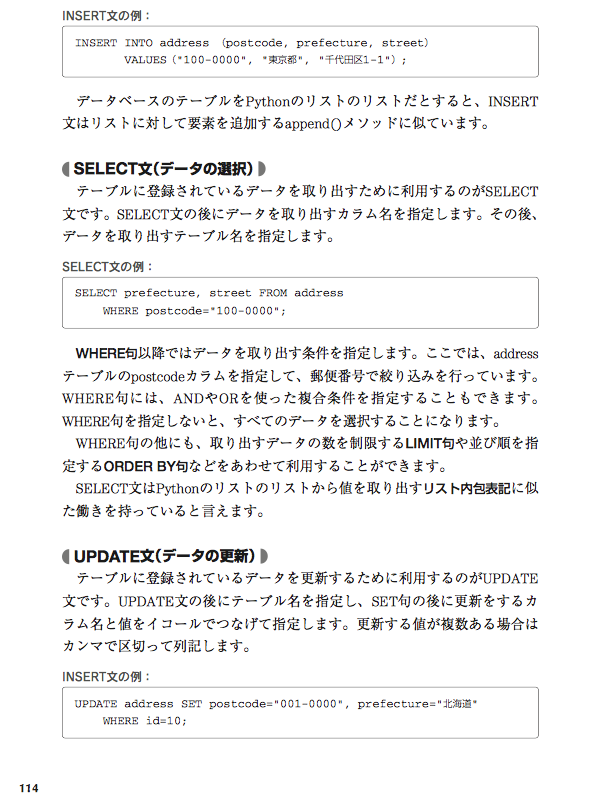 INSERT文の例：
INSERT INTO address （postcode, prefecture, street）
VALUES（"100-0000", "東京都", "千代田区1-1"）;
データベースのテーブルをPythonのリストのリストだとすると、INSERT
文はリストに対して要素を追加するappend()メソッドに似ています。
SELECT文（データの選択）
テーブルに登録されているデータを取り出すために利用するのがSELECT
文です。SELECT文の後にデータを取り出すカラム名を指定します。その後、
データを取り出すテーブル名を指定します。
SELECT文の例：
SELECT prefecture, street FROM address
WHERE postcode="100-0000";
WHERE句以降ではデータを取り出す条件を指定します。ここでは、address
テーブルのpostcodeカラムを指定して、郵便番号で絞り込みを行っています。
WHERE句には、ANDやORを使った複合条件を指定することもできます。
WHERE句を指定しないと、すべてのデータを選択することになります。
WHERE句の他にも、取り出すデータの数を制限するLIMIT句や並び順を指
定するORDER BY句などをあわせて利用することができます。
SELECT文はPythonのリストのリストから値を取り出すリスト内包表記に似
た働きを持っていると言えます。
UPDATE文（データの更新）
テーブルに登録されているデータを更新するために利用するのがUPDATE
文です。UPDATE文の後にテーブル名を指定し、SET句の後に更新をするカ
ラム名と値をイコールでつなげて指定します。更新する値が複数ある場合は
カンマで区切って列記します。
INSERT文の例：
UPDATE address SET postcode="001-0000", prefecture="北海道"
WHERE id=10;
114